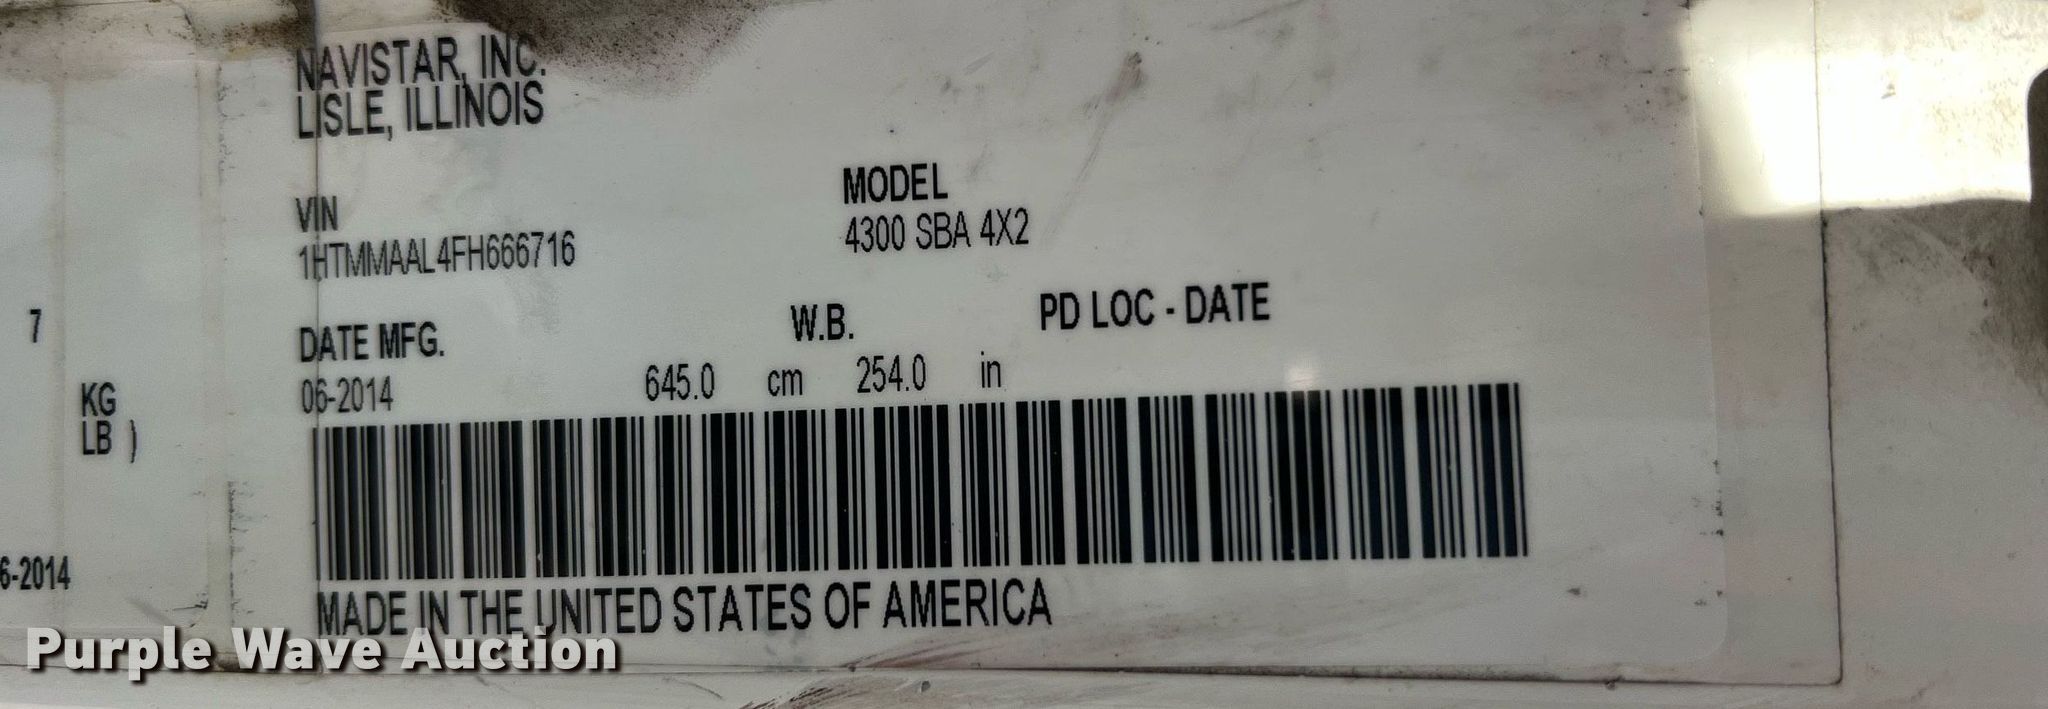 NAVISTAR, INC.
LISLE, ILLINOIS
VIN
1HTMMAAL4FH666716
MODEL
4300 SBA 4X2
DATE MFG.
06-2014
W.B.
645.0 cm 254.0 in
PD LOC - DATE
MADE IN THE UNITED STATES OF AMERICA
7
KG
LB )
6-2014
Purple Wave Auction